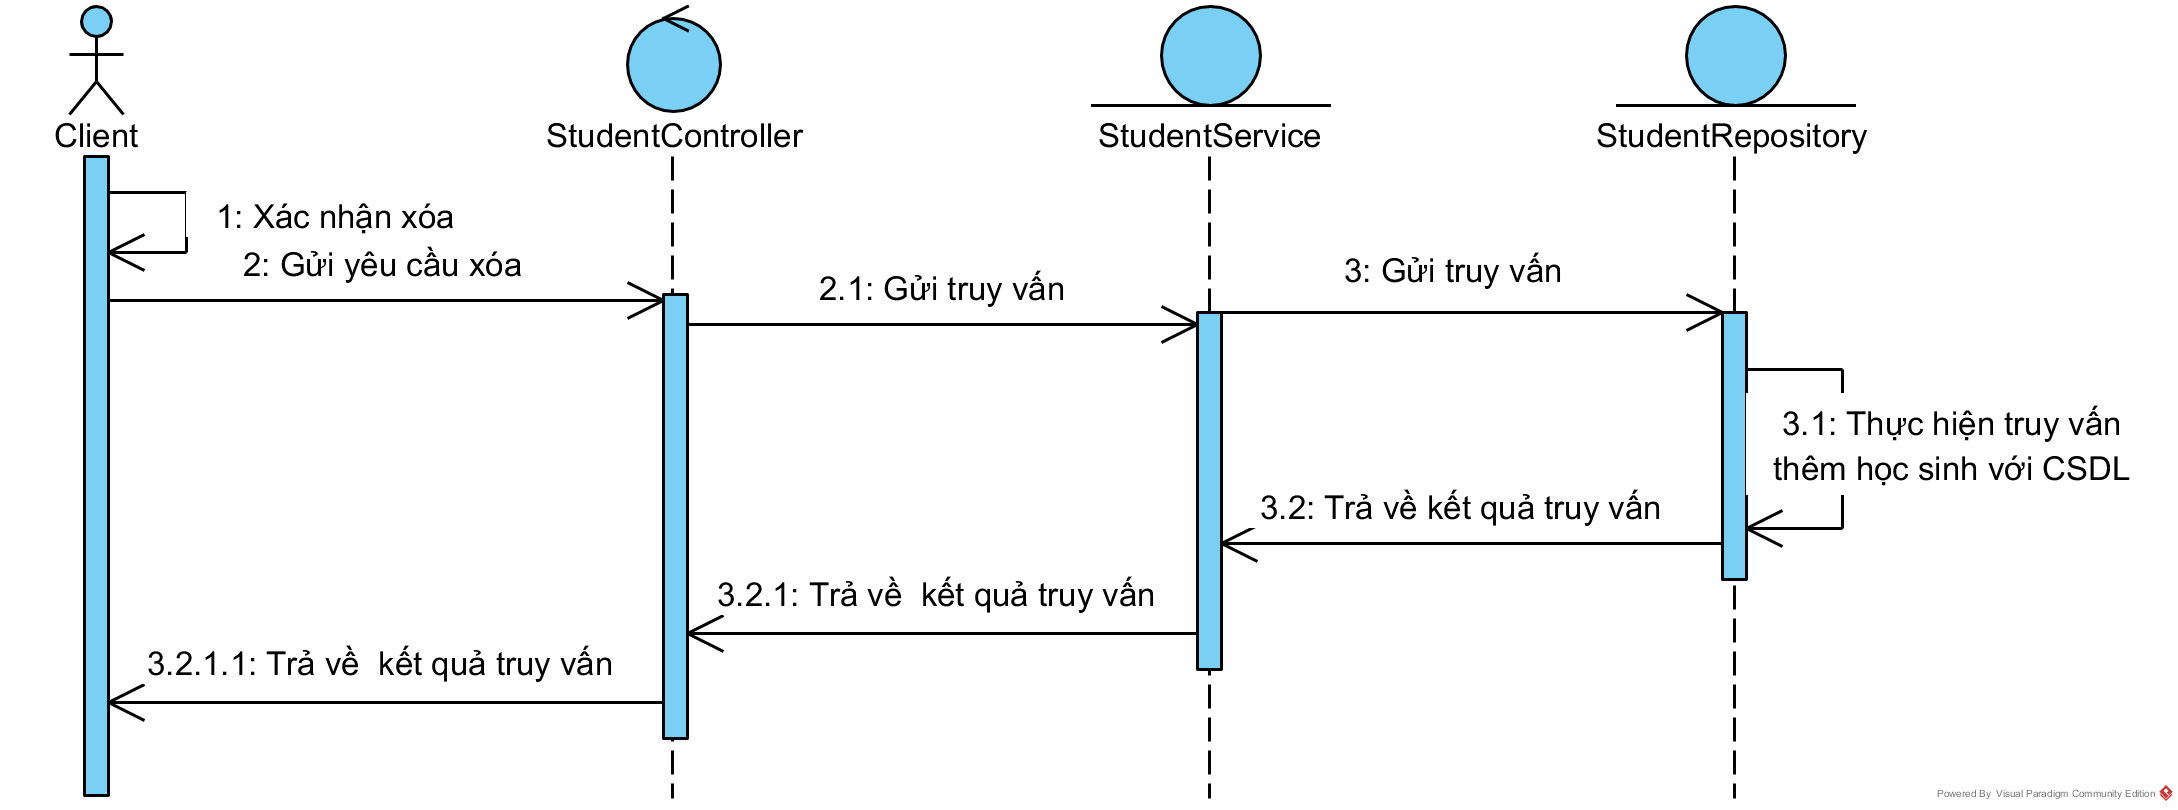 Client
StudentController
StudentService
StudentRepository
1: Xác nhận xóa
2: Gửi yêu cầu xóa
2.1: Gửi truy vấn
3: Gửi truy vấn
3.1: Thực hiện truy vấn
thêm học sinh với CSDL
3.2: Trả về kết quả truy vấn
3.2.1: Trả về  kết quả truy vấn
3.2.1.1: Trả về  kết quả truy vấn
Powered By Visual Paradigm Community Edition